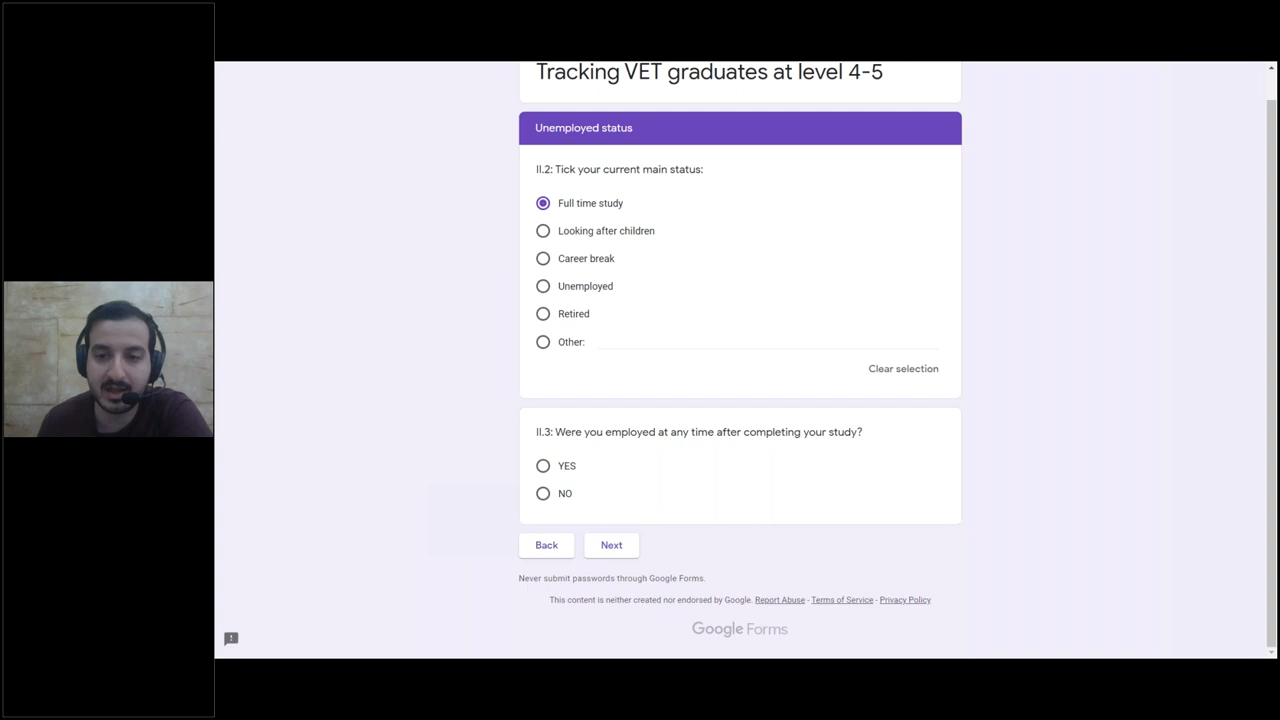 Tracking VET graduates at level 4-5
Unemployed status
II.2: Tick your current main status:
Full time study
Looking after children
Career break
Unemployed
Retired
Other:
Clear selection
II.3: Were you employed at any time after completing your study?
YES
NO
Back Next
Never submit passwords through Google Forms.
This content is neither created nor endorsed by Google. Report Abuse - Terms of Service - Privacy Policy
Google Forms